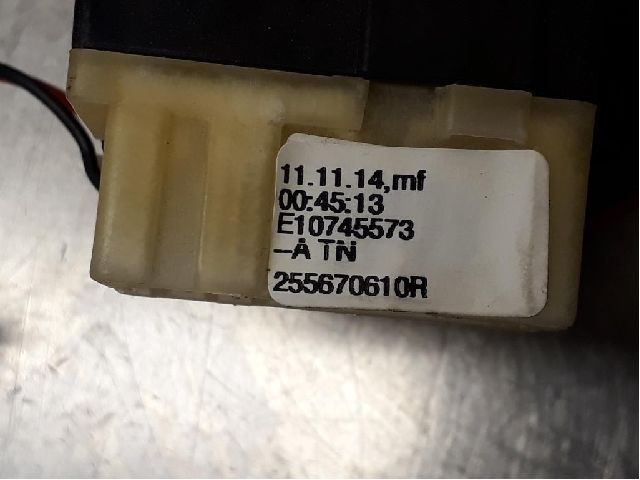 11.11.14,mf
00:45:13
E10745573
--A TN
255670610R